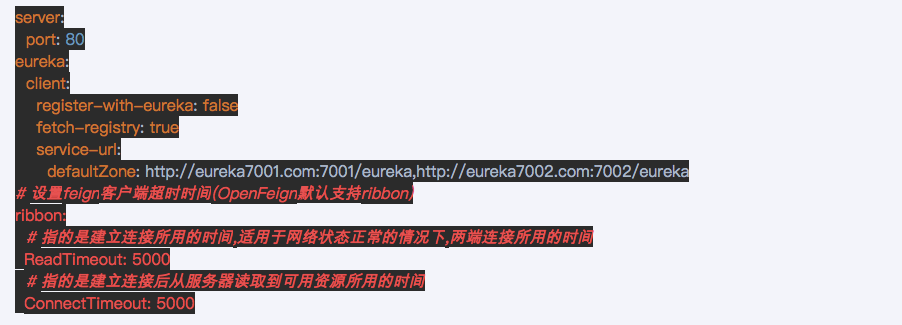 server:
port: 80
eureka:
client:
register-with-eureka: false
fetch-registry: true
service-url:
defaultZone: http://eureka7001.com:7001/eureka,http://eureka7002.com:7002/eureka
# 设置feign客户端超时时间(OpenFeign默认支持ribbon)
ribbon:
# 指的是建立连接所用的时间,适用于网络状态正常的情况下,两端连接所用的时间
ReadTimeout: 5000
# 指的是建立连接后从服务器读取到可用资源所用的时间
ConnectTimeout: 5000